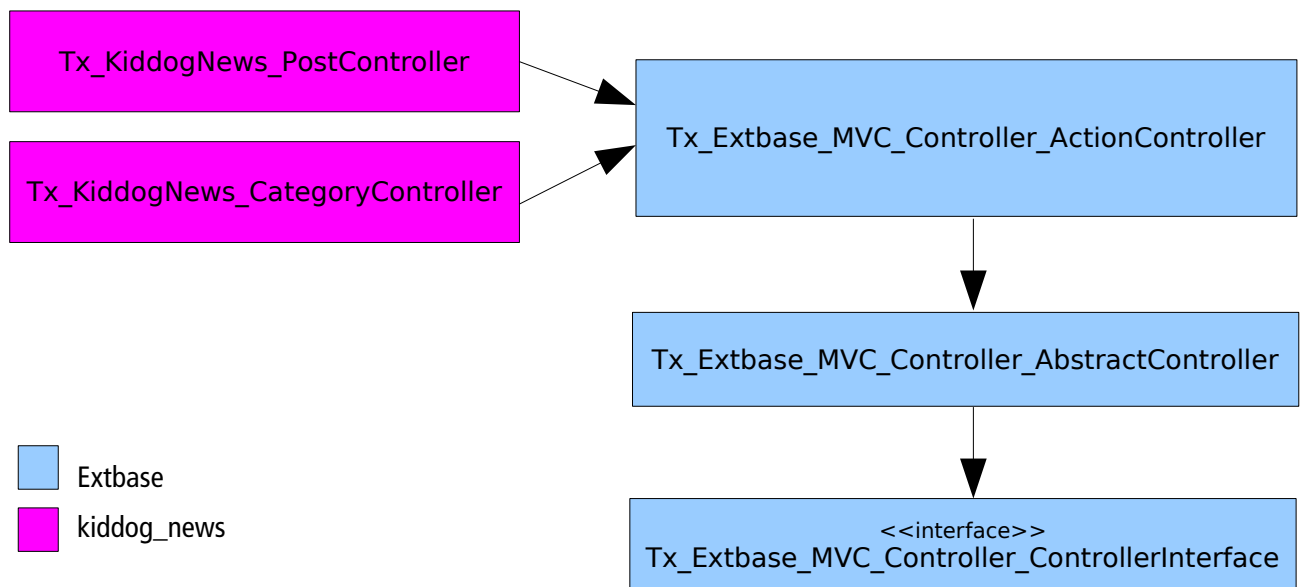 Tx_KiddogNews_PostController
Tx_KiddogNews_CategoryController
Tx_Extbase_MVC_Controller_ActionController
Tx_Extbase_MVC_Controller_AbstractController
<<interface>>
Tx_Extbase_MVC_Controller_ControllerInterface
Extbase
kiddog_news